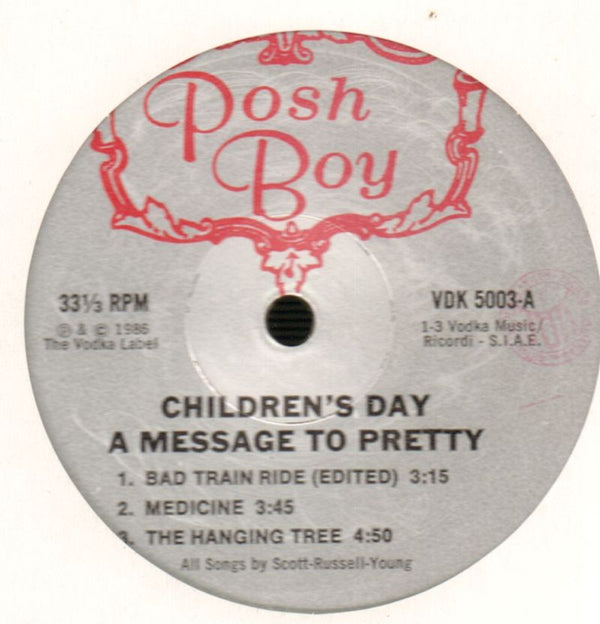 Posh
Boy
33⅓ RPM
℗ & © 1986
The Vodka Label
VDK 5003-A
1-3 Vodka Music/
Ricordi - S.I.A.E.
CHILDREN'S DAY
A MESSAGE TO PRETTY
1. BAD TRAIN RIDE (EDITED) 3:15
2. MEDICINE 3:45
3. THE HANGING TREE 4:50
All Songs by Scott-Russell-Young